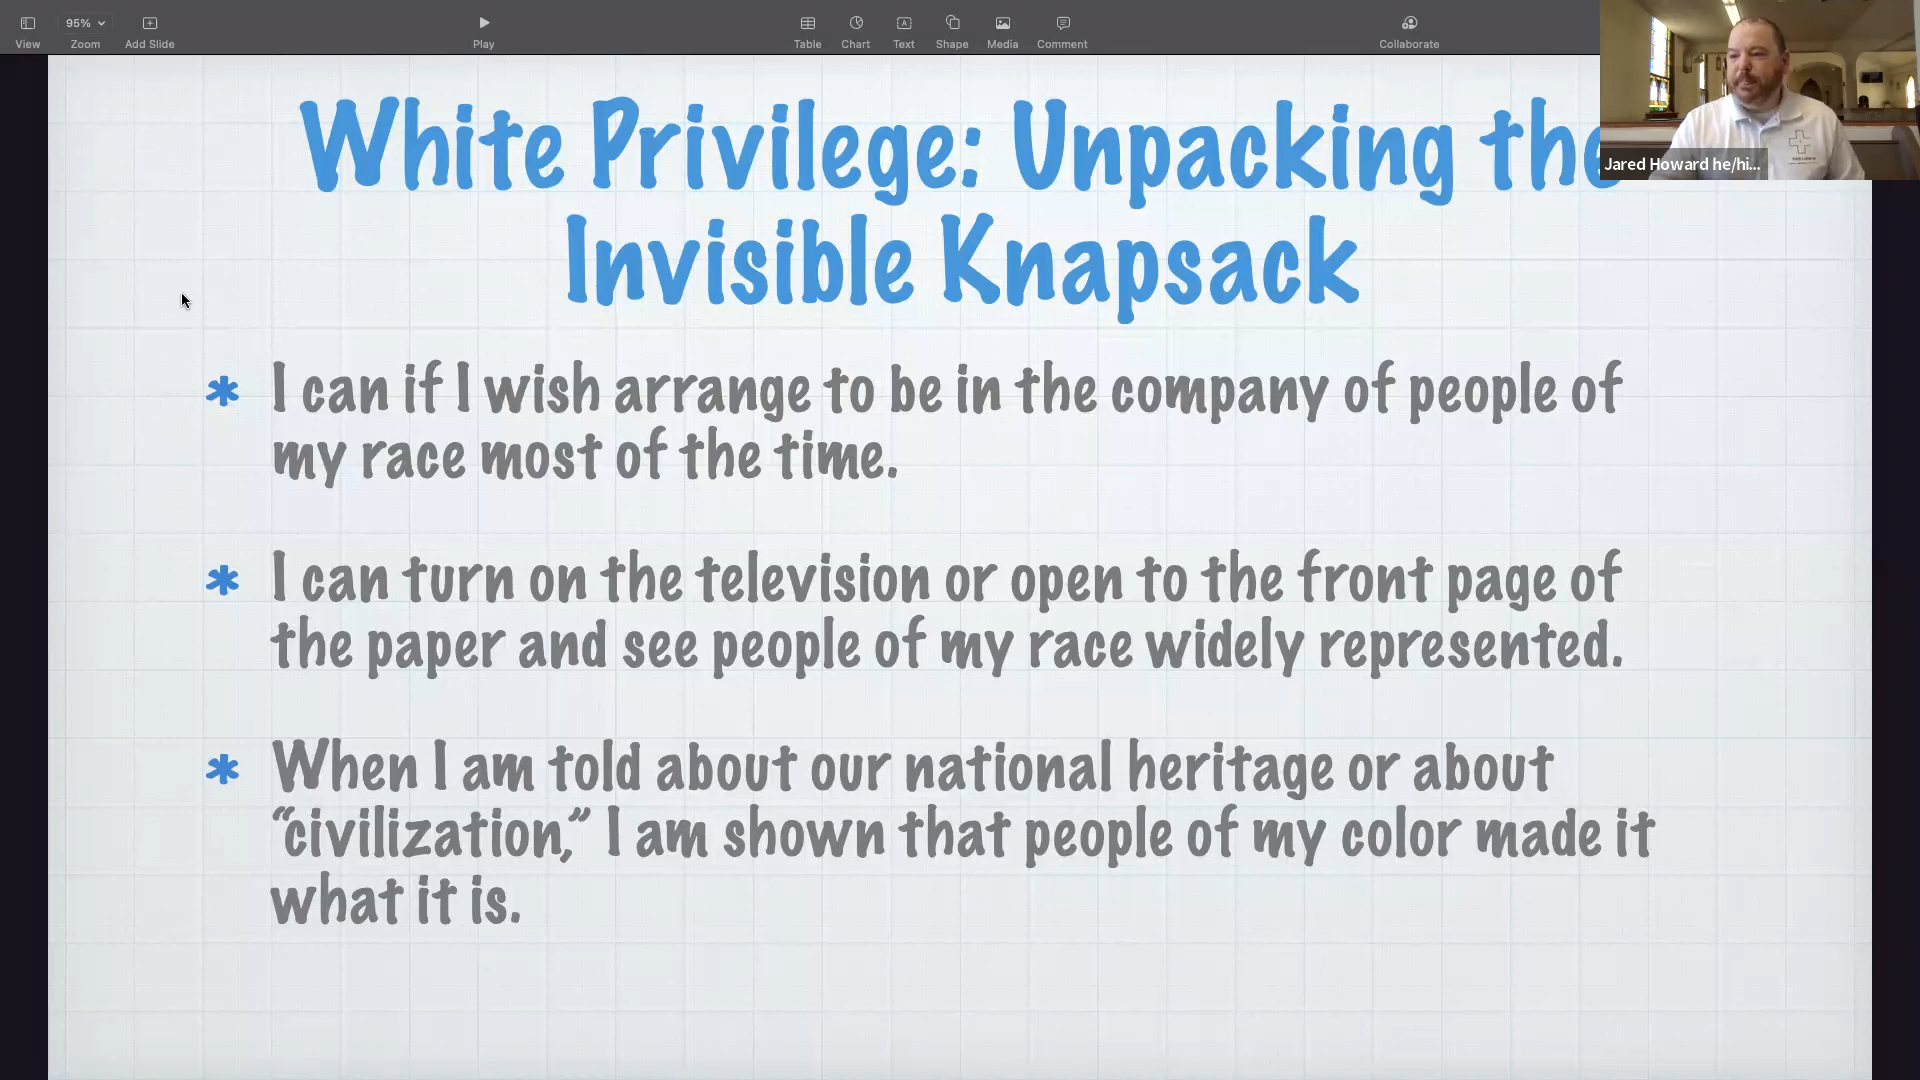 95%
View
Zoom
Add Slide
Play
Table
Chart
Text
Shape
Media
Comment
Collaborate
Jared Howard he/hi...
White Privilege: Unpacking the
Invisible Knapsack
* I can if I wish arrange to be in the company of people of
my race most of the time.
* I can turn on the television or open to the front page of
the paper and see people of my race widely represented.
* When I am told about our national heritage or about
“civilization,” I am shown that people of my color made it
what it is.